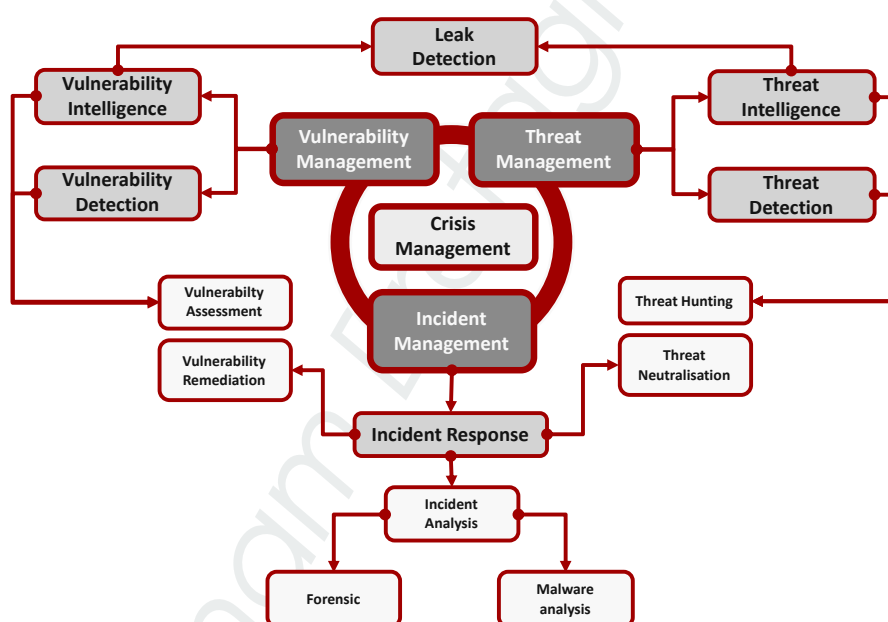 Leak
Detection
Vulnerability
Intelligence
Threat
Intelligence
Vulnerability
Management
Threat
Management
Vulnerability
Detection
Threat
Detection
Crisis
Management
Vulnerabilty
Assessment
Threat Hunting
Incident
Management
Vulnerability
Remediation
Threat
Neutralisation
Incident Response
Incident
Analysis
Forensic
Malware
analysis